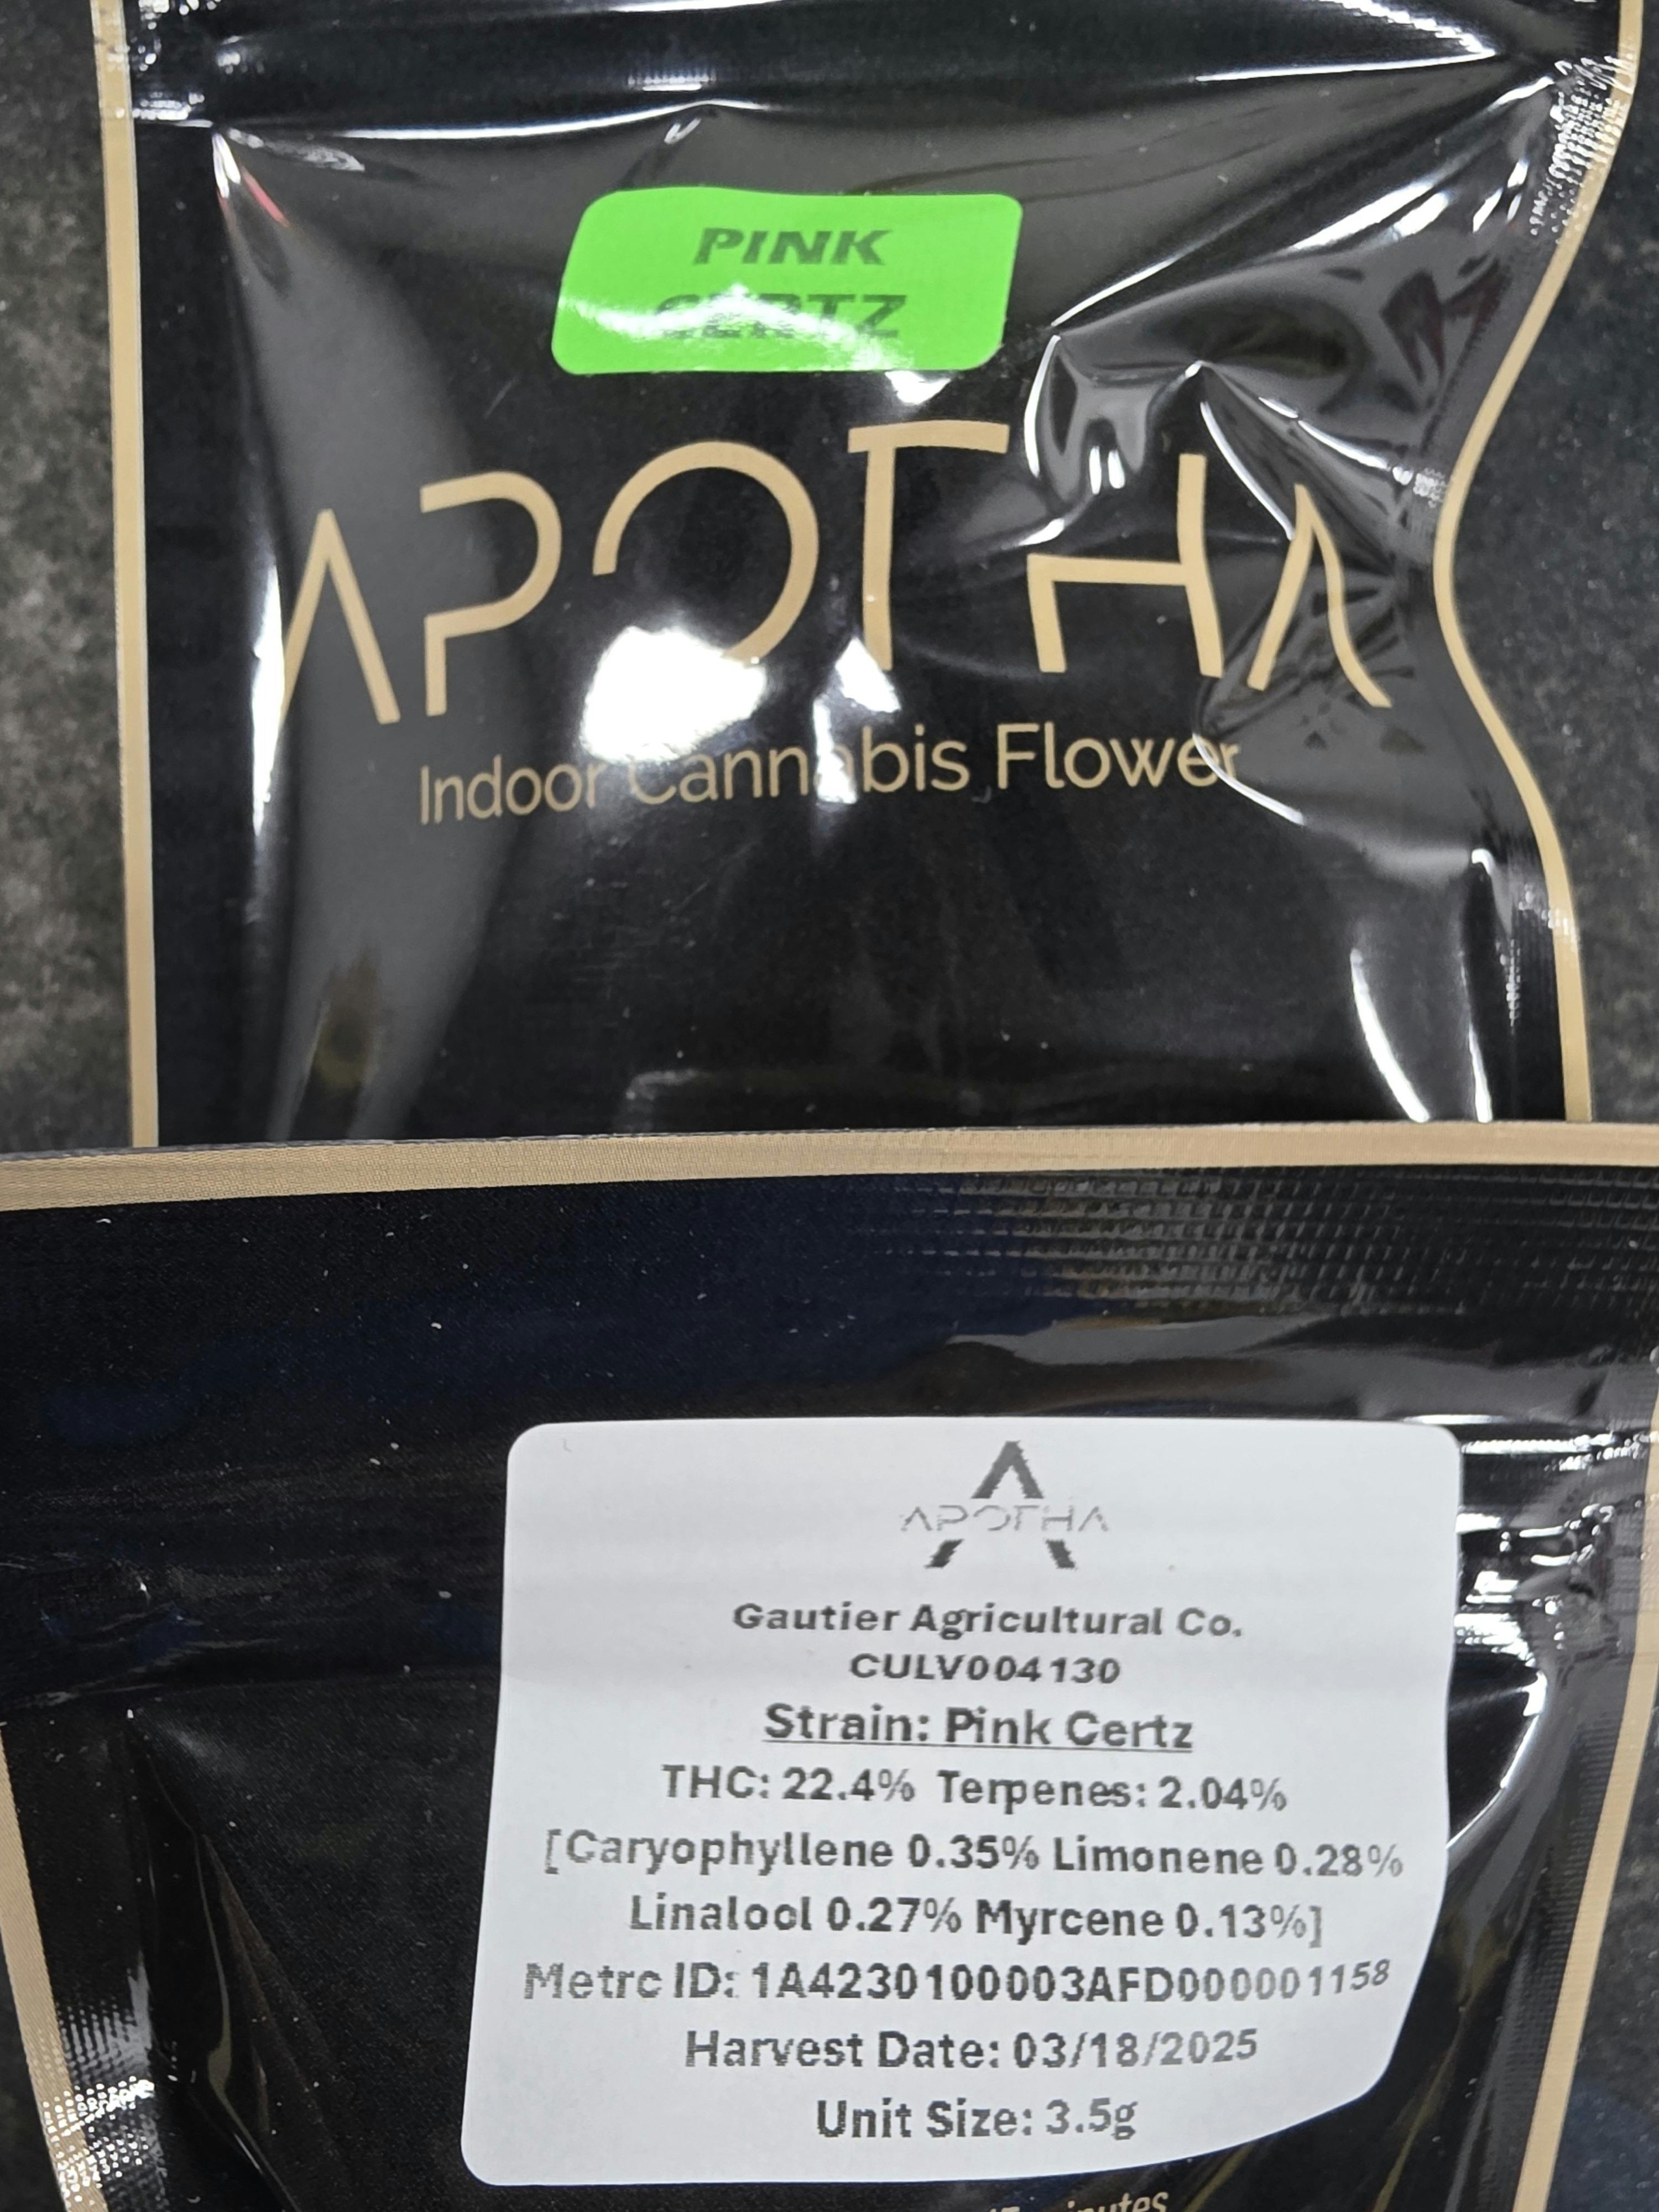 PINK
CERTZ
APOTHA
Indoor Cannabis Flower
APOTHA
Gautier Agricultural Co.
CULV004130
Strain: Pink Certz
THC: 22.4% Terpenes: 2.04%
[Caryophyllene 0.35% Limonene 0.28%
Linalool 0.27% Myrcene 0.13%]
Metrc ID: 1A4230100003AFD000001158
Harvest Date: 03/18/2025
Unit Size: 3.5g